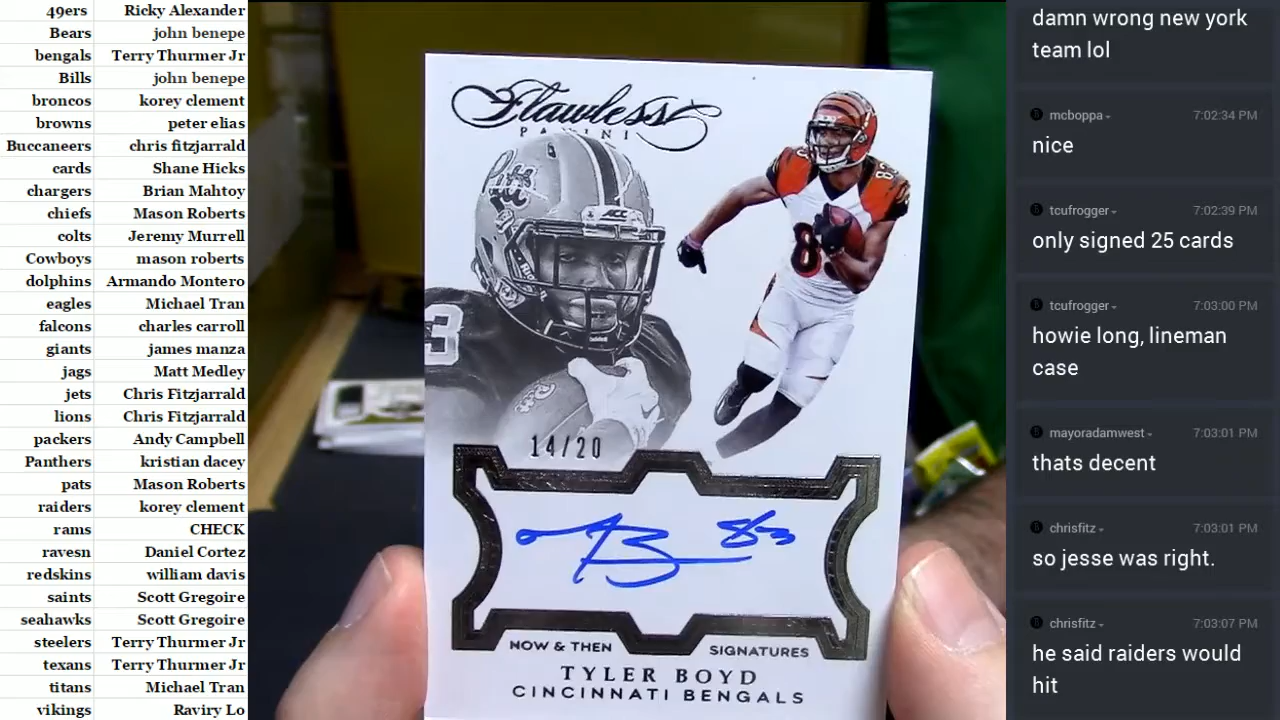 49ers Ricky Alexander
Bears john benepe
bengals Terry Thurmer Jr
Bills john benepe
broncos korey clement
browns peter elias
Buccaneers chris fitzjarrald
cards Shane Hicks
chargers Brian Mahtoy
chiefs Mason Roberts
colts Jeremy Murrell
Cowboys mason roberts
dolphins Armando Montero
eagles Michael Tran
falcons charles carroll
giants james manza
jags Matt Medley
jets Chris Fitzjarrald
lions Chris Fitzjarrald
packers Andy Campbell
Panthers kristian dacey
pats Mason Roberts
raiders korey clement
rams CHECK
ravesn Daniel Cortez
redskins william davis
saints Scott Gregoire
seahawks Scott Gregoire
steelers Terry Thurmer Jr
texans Terry Thurmer Jr
titans Michael Tran
vikings Raviry Lo
Flawless
PANINI
Pitt
ACC
RIDDELL
3
83
8
14/20
83
NOW & THEN SIGNATURES
TYLER BOYD
CINCINNATI BENGALS
damn wrong new york
team lol
mcboppa 7:02:34 PM
nice
tcufrogger 7:02:39 PM
only signed 25 cards
tcufrogger 7:03:00 PM
howie long, lineman
case
mayoradamwest 7:03:01 PM
thats decent
chrisfitz 7:03:01 PM
so jesse was right.
chrisfitz 7:03:07 PM
he said raiders would
hit